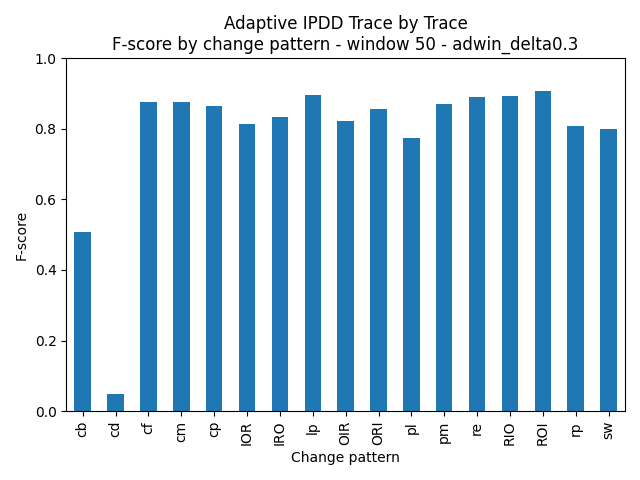 Adaptive IPDD Trace by Trace
F-score by change pattern - window 50 - adwin_delta0.3
1.0
0.8
0.6
0.4
0.2
0.0
F-score
cb
cd
cf
cm
cp
IOR
IRO
lp
OIR
ORI
pl
pm
re
RIO
ROI
rp
sw
Change pattern